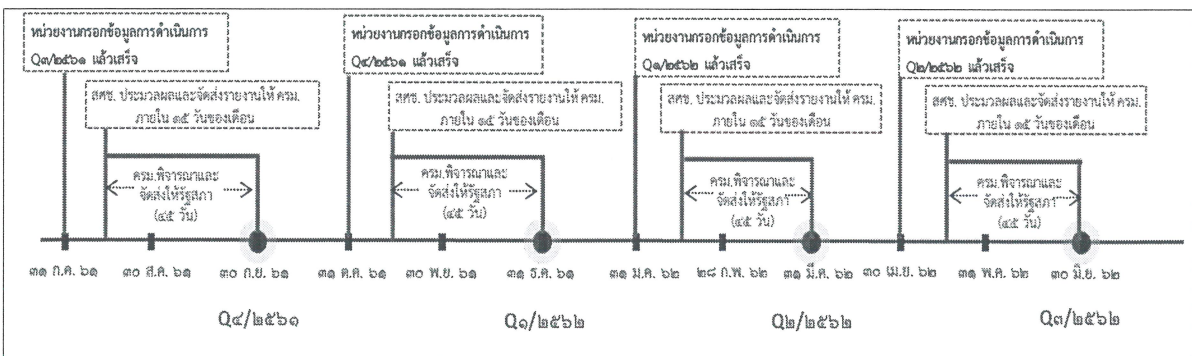 หน่วยงานกรอกข้อมูลการดำเนินการ
Q๓/๒๕๖๑ แล้วเสร็จ
หน่วยงานกรอกข้อมูลการดำเนินการ
Q๔/๒๕๖๑ แล้วเสร็จ
หน่วยงานกรอกข้อมูลการดำเนินการ
Q๑/๒๕๖๒ แล้วเสร็จ
หน่วยงานกรอกข้อมูลการดำเนินการ
Q๒/๒๕๖๒ แล้วเสร็จ
สศช. ประมวลผลและจัดส่งรายงานให้ ครม.
ภายใน ๑๕ วันของเดือน
สศช. ประมวลผลและจัดส่งรายงานให้ ครม.
ภายใน ๑๕ วันของเดือน
สศช. ประมวลผลและจัดส่งรายงานให้ ครม.
ภายใน ๑๕ วันของเดือน
สศช. ประมวลผลและจัดส่งรายงานให้ ครม.
ภายใน ๑๕ วันของเดือน
ครม.พิจารณาและ
จัดส่งให้รัฐสภา
(๔๕ วัน)
ครม.พิจารณาและ
จัดส่งให้รัฐสภา
(๔๕ วัน)
ครม.พิจารณาและ
จัดส่งให้รัฐสภา
(๔๕ วัน)
ครม.พิจารณาและ
จัดส่งให้รัฐสภา
(๔๕ วัน)
๓๑ ก.ค. ๖๑ ๓๐ ส.ค. ๖๑ ๓๐ ก.ย. ๖๑ ๓๑ ต.ค. ๖๑ ๓๐ พ.ย. ๖๑ ๓๑ ธ.ค. ๖๑ ๓๑ ม.ค. ๖๒ ๒๘ ก.พ. ๖๒ ๓๑ มี.ค. ๖๒ ๓๐ เม.ย. ๖๒ ๓๑ พ.ค. ๖๒ ๓๐ มิ.ย. ๖๒
Q๔/๒๕๖๑ Q๑/๒๕๖๒ Q๒/๒๕๖๒ Q๓/๒๕๖๒